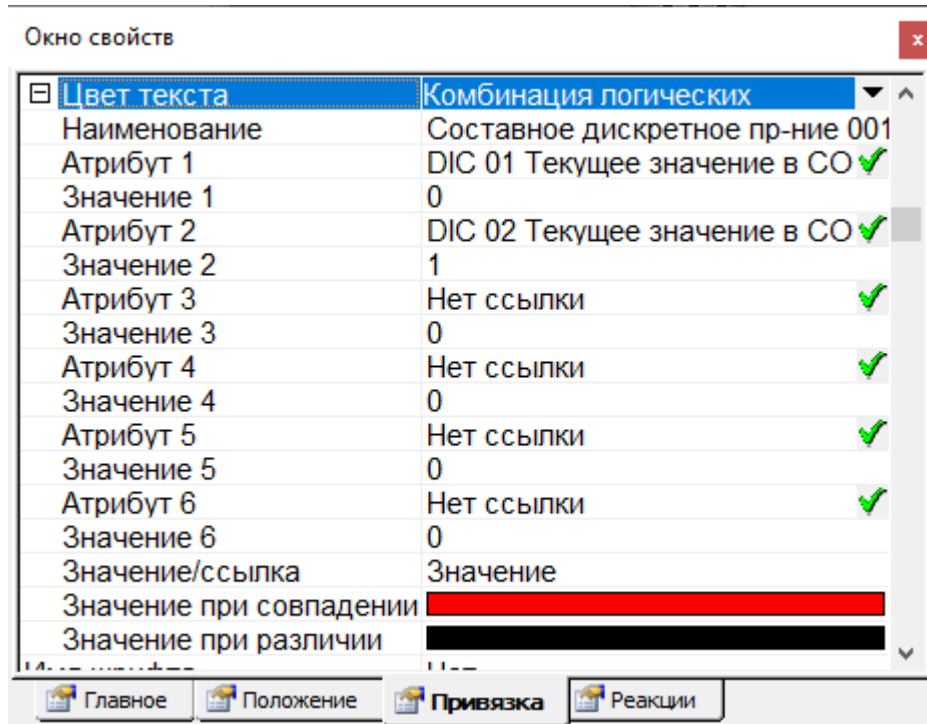 Окно свойств
Цвет текста Комбинация логических
Наименование Составное дискретное пр-ние 001
Атрибут 1 DIC 01 Текущее значение в СО
Значение 1 0
Атрибут 2 DIC 02 Текущее значение в СО
Значение 2 1
Атрибут 3 Нет ссылки
Значение 3 0
Атрибут 4 Нет ссылки
Значение 4 0
Атрибут 5 Нет ссылки
Значение 5 0
Атрибут 6 Нет ссылки
Значение 6 0
Значение/ссылка Значение
Значение при совпадении
Значение при различии
Главное Положение Привязка Реакции